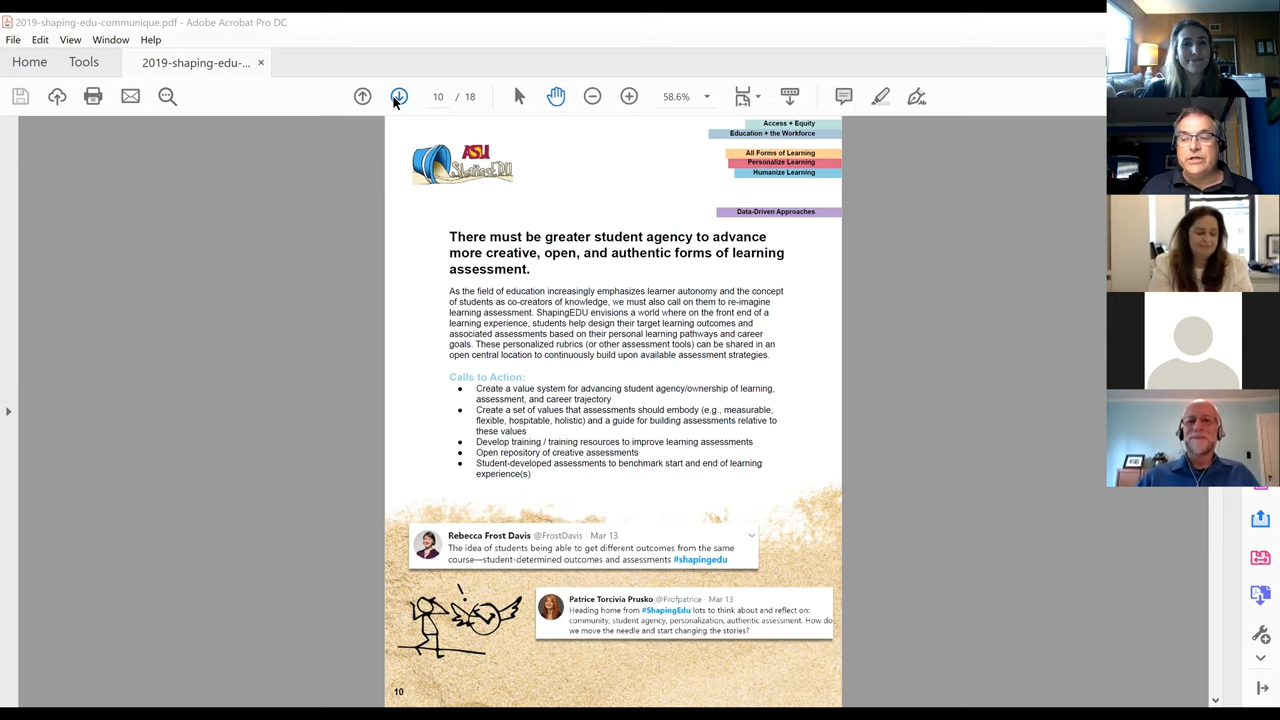 2019-shaping-edu-communique.pdf - Adobe Acrobat Pro DC
File Edit View Window Help
Home Tools 2019-shaping-edu-... ×
10 / 18 58.6%
Access + Equity
Education + the Workforce
All Forms of Learning
Personalize Learning
Humanize Learning
Data-Driven Approaches
ASU
ShapingEDU
There must be greater student agency to advance
more creative, open, and authentic forms of learning
assessment.
As the field of education increasingly emphasizes learner autonomy and the concept
of students as co-creators of knowledge, we must also call on them to re-imagine
learning assessment. ShapingEDU envisions a world where on the front end of a
learning experience, students help design their target learning outcomes and
associated assessments based on their personal learning pathways and career
goals. These personalized rubrics (or other assessment tools) can be shared in an
open central location to continuously build upon available assessment strategies.
Calls to Action:
● Create a value system for advancing student agency/ownership of learning,
assessment, and career trajectory
● Create a set of values that assessments should embody (e.g., measurable,
flexible, hospitable, holistic) and a guide for building assessments relative to
these values
● Develop training / training resources to improve learning assessments
● Open repository of creative assessments
● Student-developed assessments to benchmark start and end of learning
experience(s)
Rebecca Frost Davis @FrostDavis · Mar 13
The idea of students being able to get different outcomes from the same
course—student-determined outcomes and assessments #shapingedu
Patrice Torcivia Prusko @Profpatrice · Mar 13
Heading home from #ShapingEdu lots to think about and reflect on:
community, student agency, personalization, authentic assessment. How do
we move the needle and start changing the stories?
10